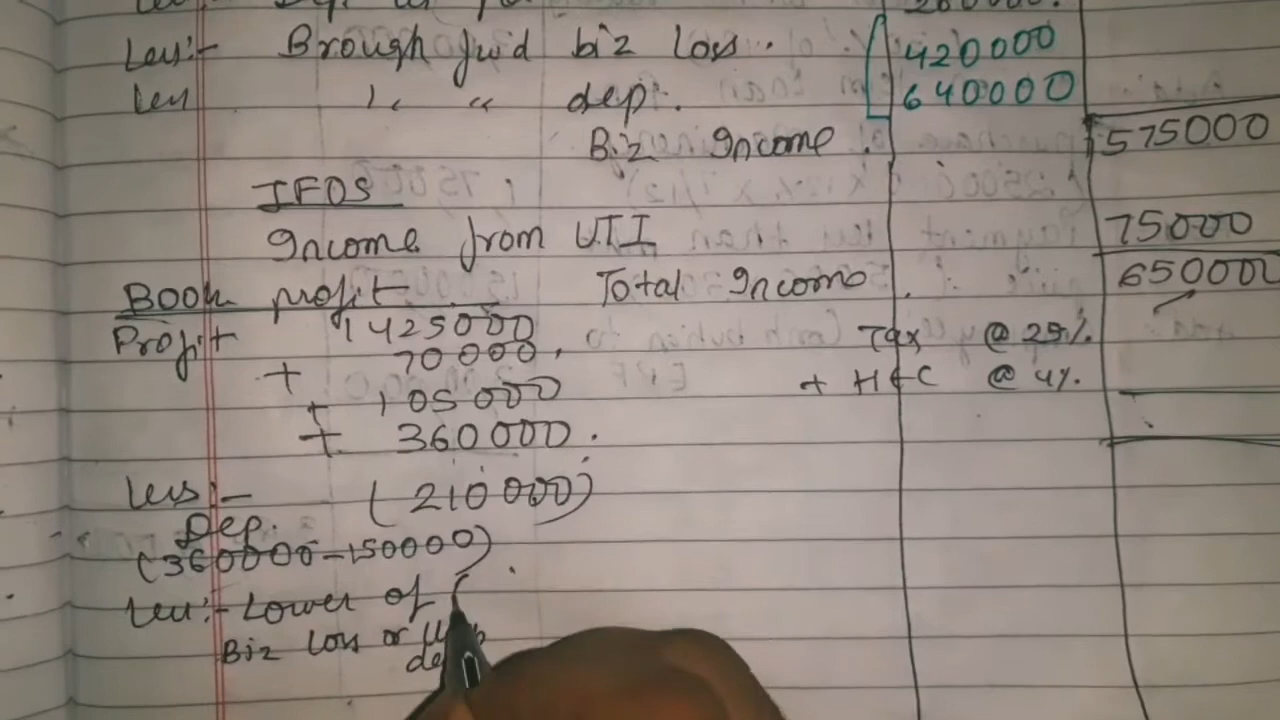 260000.
Less:- Brough fwd biz loss. 420000
Less " " dep. 640000
Biz Income. 575000
IFOS
Income from UTI 75000
Total Income. 650000
Book profit
Profit 1425000
+ 70000.
+ 105000
+ 360000.
Tax @ 25%.
+ H&C @ 4%.
Less:- (210000)
Dep.
(360000-150000)
Less:- Lower of (
Biz Loss or